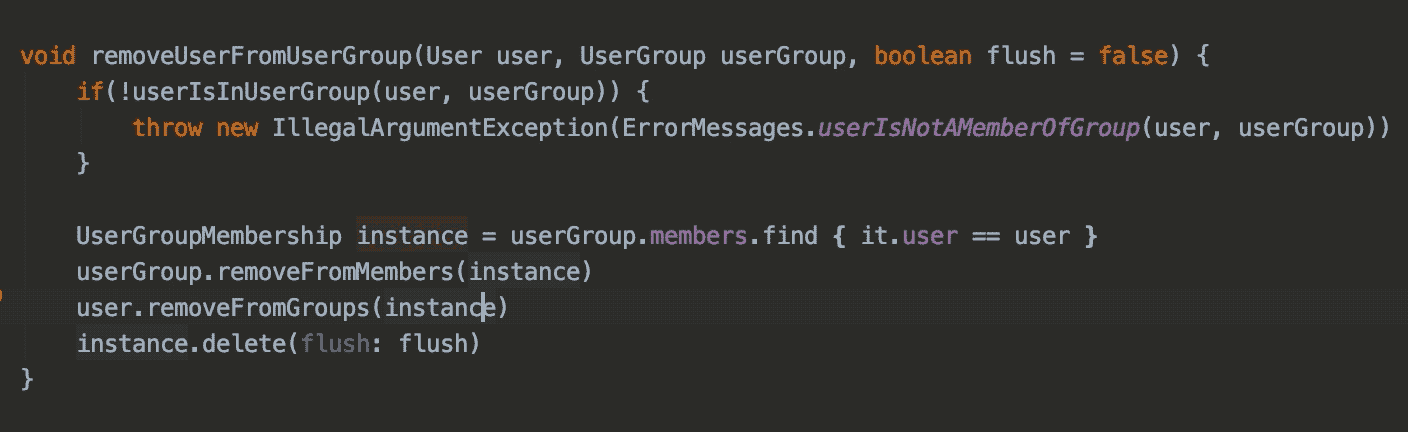 void removeUserFromUserGroup(User user, UserGroup userGroup, boolean flush = false) {
    if(!userIsInUserGroup(user, userGroup)) {
        throw new IllegalArgumentException(ErrorMessages.userIsNotAMemberOfGroup(user, userGroup))
    }

    UserGroupMembership instance = userGroup.members.find { it.user == user }
    userGroup.removeFromMembers(instance)
    user.removeFromGroups(instance)
    instance.delete(flush: flush)
}